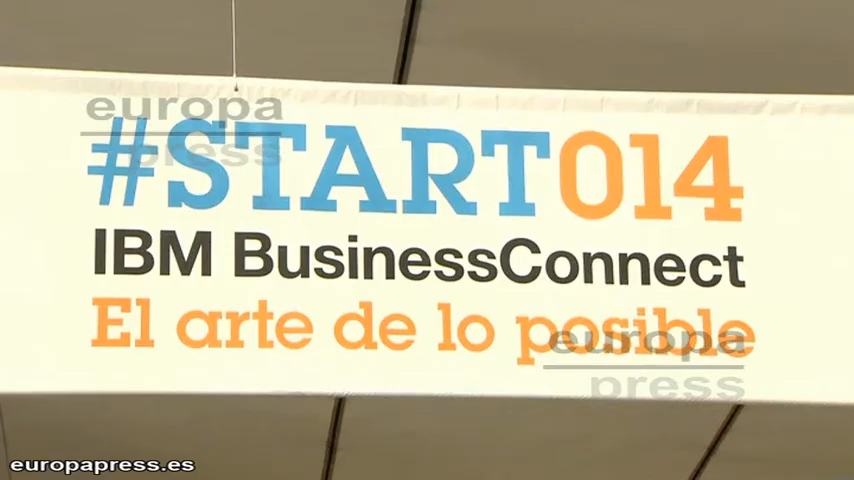 europa
press
#START014
IBM BusinessConnect
El arte de lo posible
europa
press
europapress.es